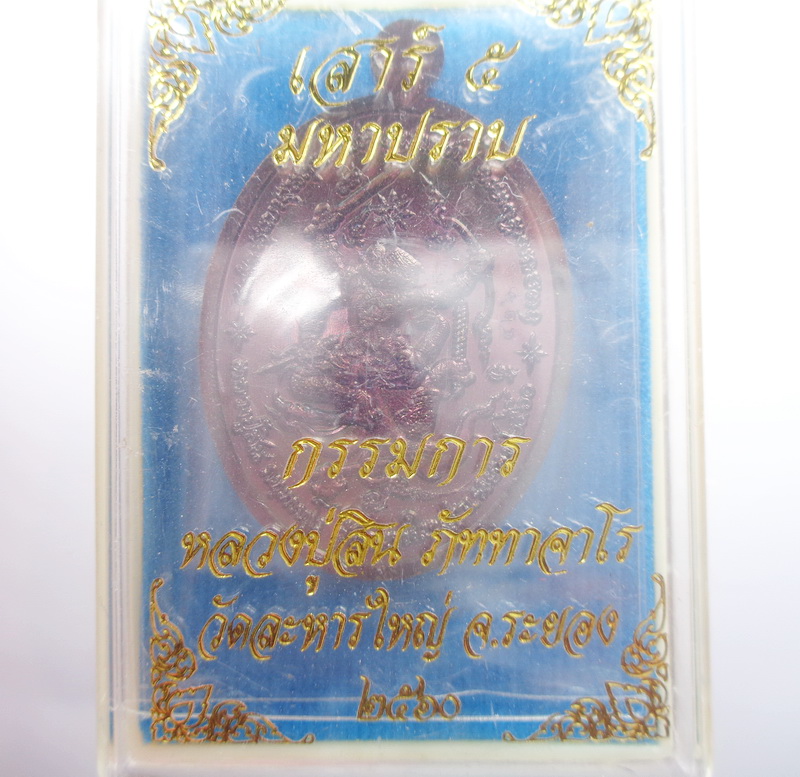 เสาร์ ๕
มหาปราบ
กรรมการ
หลวงปู่สิน ภัททาจาโร
วัดละหารใหญ่ จ.ระยอง
๒๕๖๐